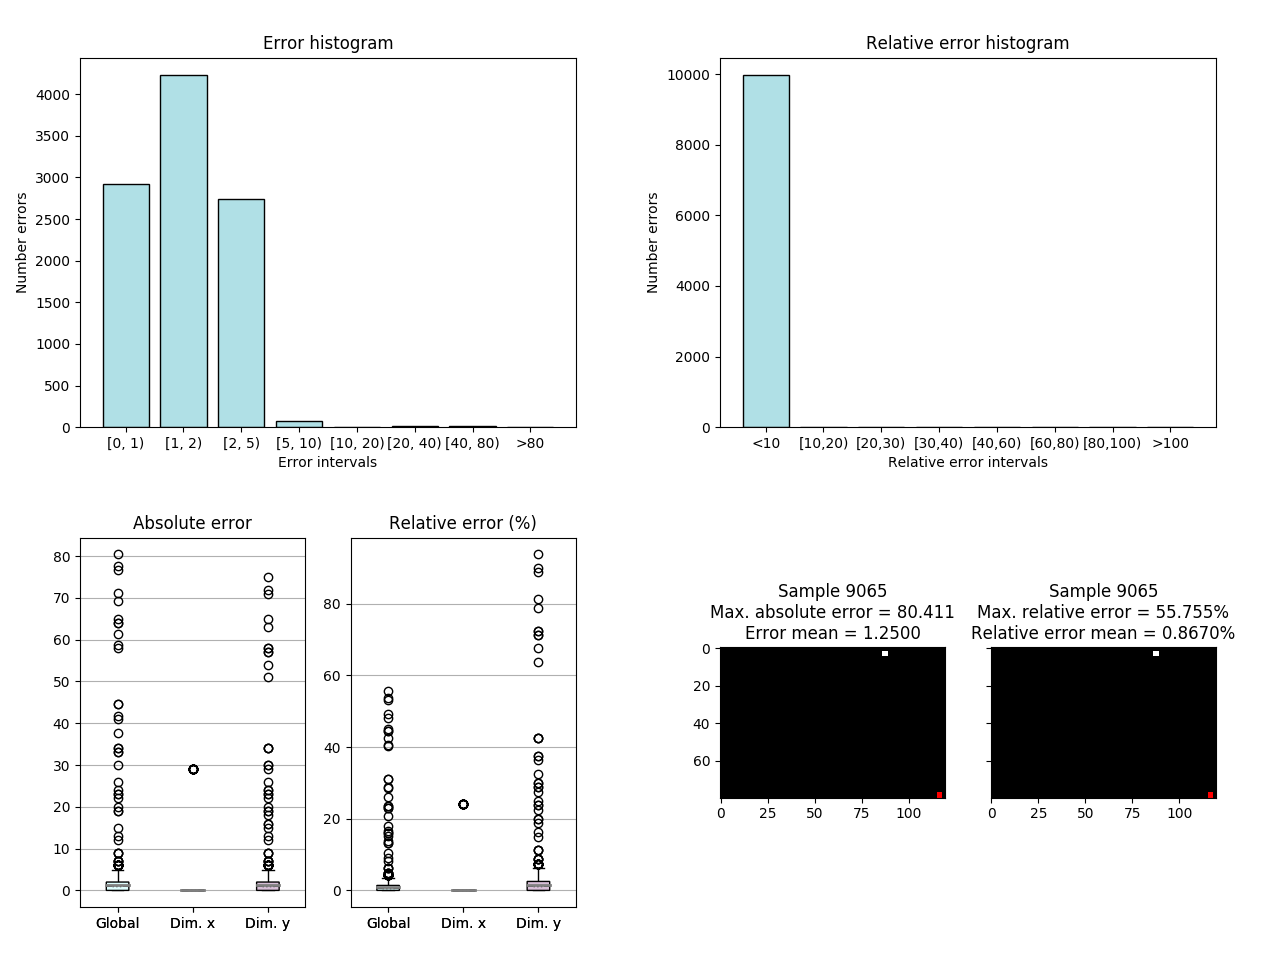 Error histogram
Number errors
4000
3500
3000
2500
2000
1500
1000
500
0
[0, 1) [1, 2) [2, 5) [5, 10) [10, 20) [20, 40) [40, 80) >80
Error intervals
Relative error histogram
Number errors
10000
8000
6000
4000
2000
0
<10 [10,20) [20,30) [30,40) [40,60) [60,80) [80,100) >100
Relative error intervals
Absolute error
80
70
60
50
40
30
20
10
0
Global Dim. x Dim. y
Relative error (%)
80
60
40
20
0
Global Dim. x Dim. y
Sample 9065
Max. absolute error = 80.411
Error mean = 1.2500
0
20
40
60
0 25 50 75 100
Sample 9065
Max. relative error = 55.755%
Relative error mean = 0.8670%
0 25 50 75 100